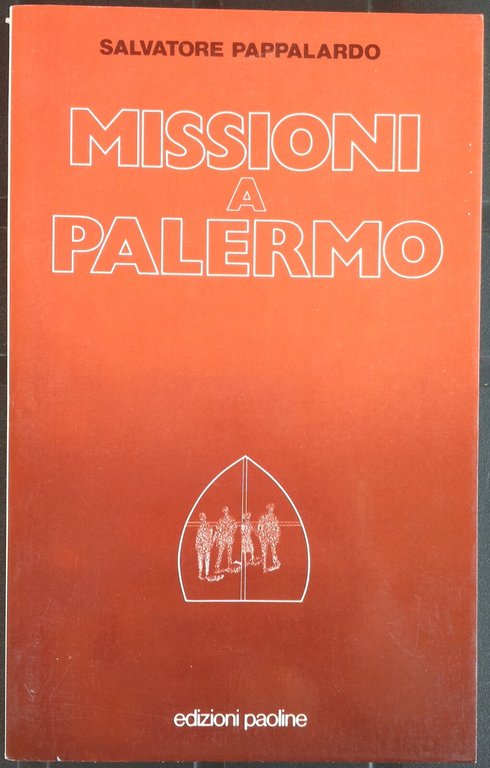 SALVATORE PAPPALARDO
MISSIONI
A
PALERMO
edizioni paoline